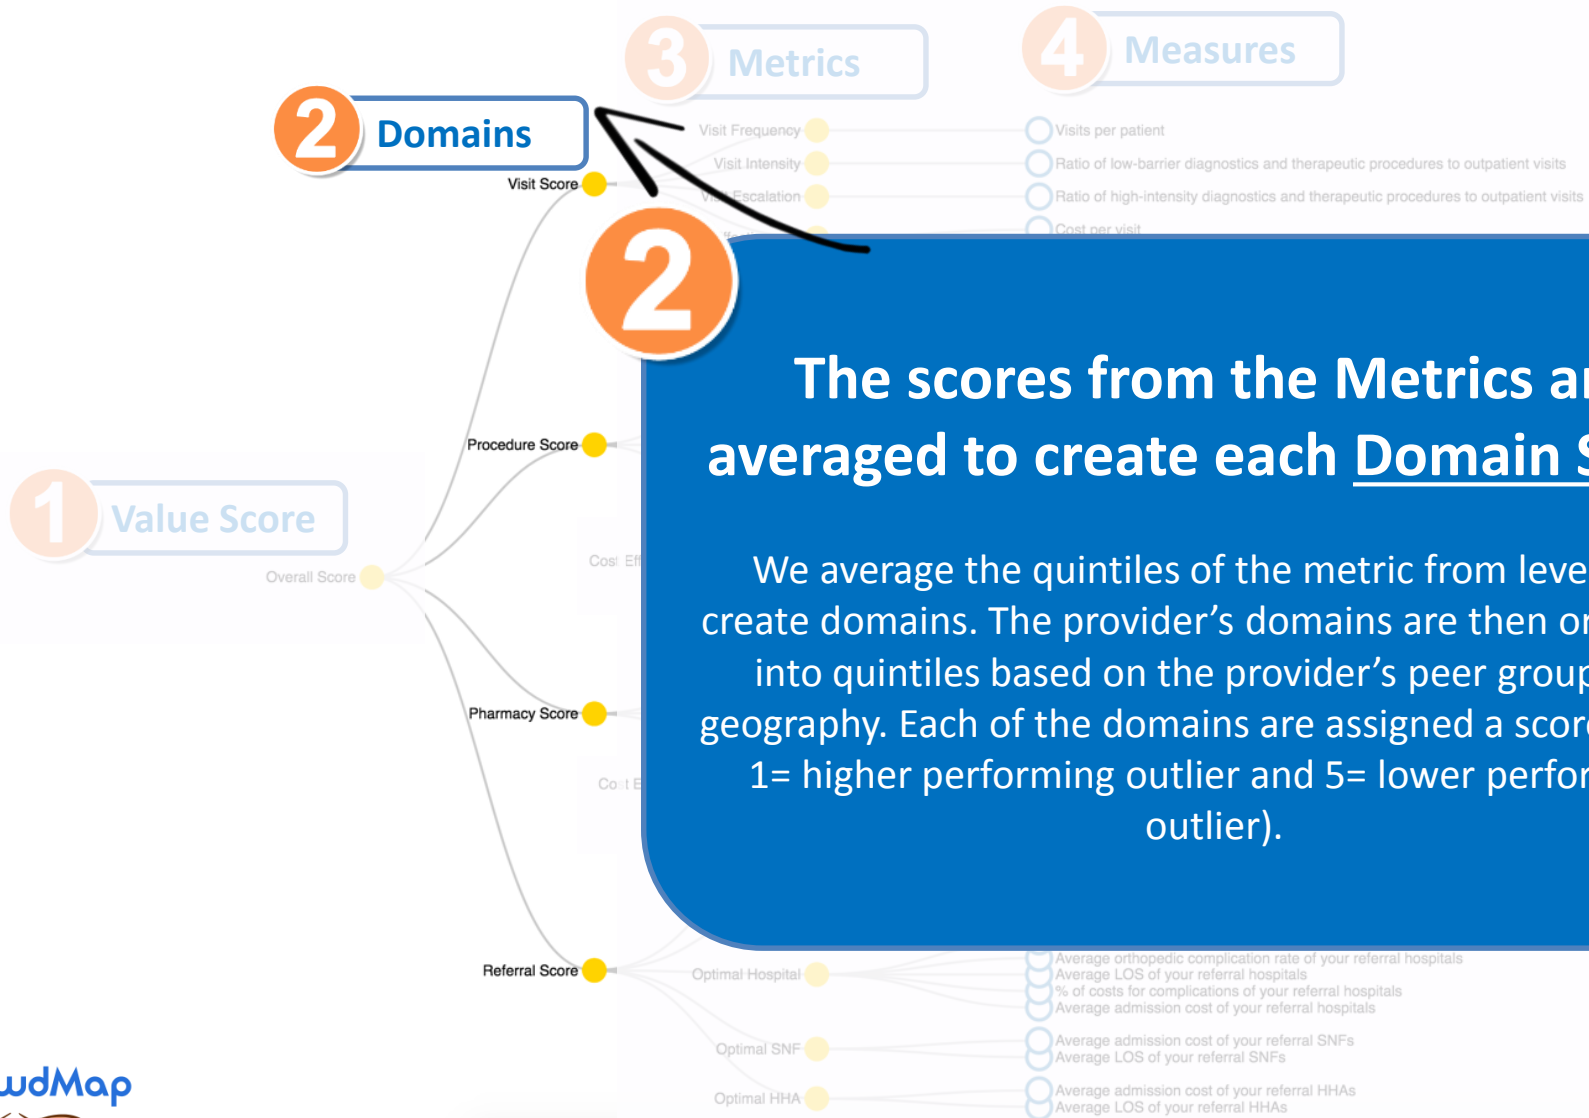 3 Metrics
4 Measures
2 Domains
Visit Frequency
Visits per patient
Visit Intensity
Ratio of low-barrier diagnostics and therapeutic procedures to outpatient visits
Visit Score
Escalation
Ratio of high-intensity diagnostics and therapeutic procedures to outpatient visits
Cost per visit
2
The scores from the Metrics
averaged to create each Domain
Procedure Score
1 Value Score
Overall Score
Cost
We average the quintiles of the metric from
create domains. The provider’s domains are then
into quintiles based on the provider’s peer group
geography. Each of the domains are assigned a
1= higher performing outlier and 5= lower
outlier).
Pharmacy Score
Referral Score
Optimal Hospital
Average orthopedic complication rate of your referral hospitals
Average LOS of your referral hospitals
% of costs for complications of your referral hospitals
Average admission cost of your referral hospitals
Optimal SNF
Average admission cost of your referral SNFs
Average LOS of your referral SNFs
Optimal HHA
Average admission cost of your referral HHAs
Average LOS of your referral HHAs
wdMap